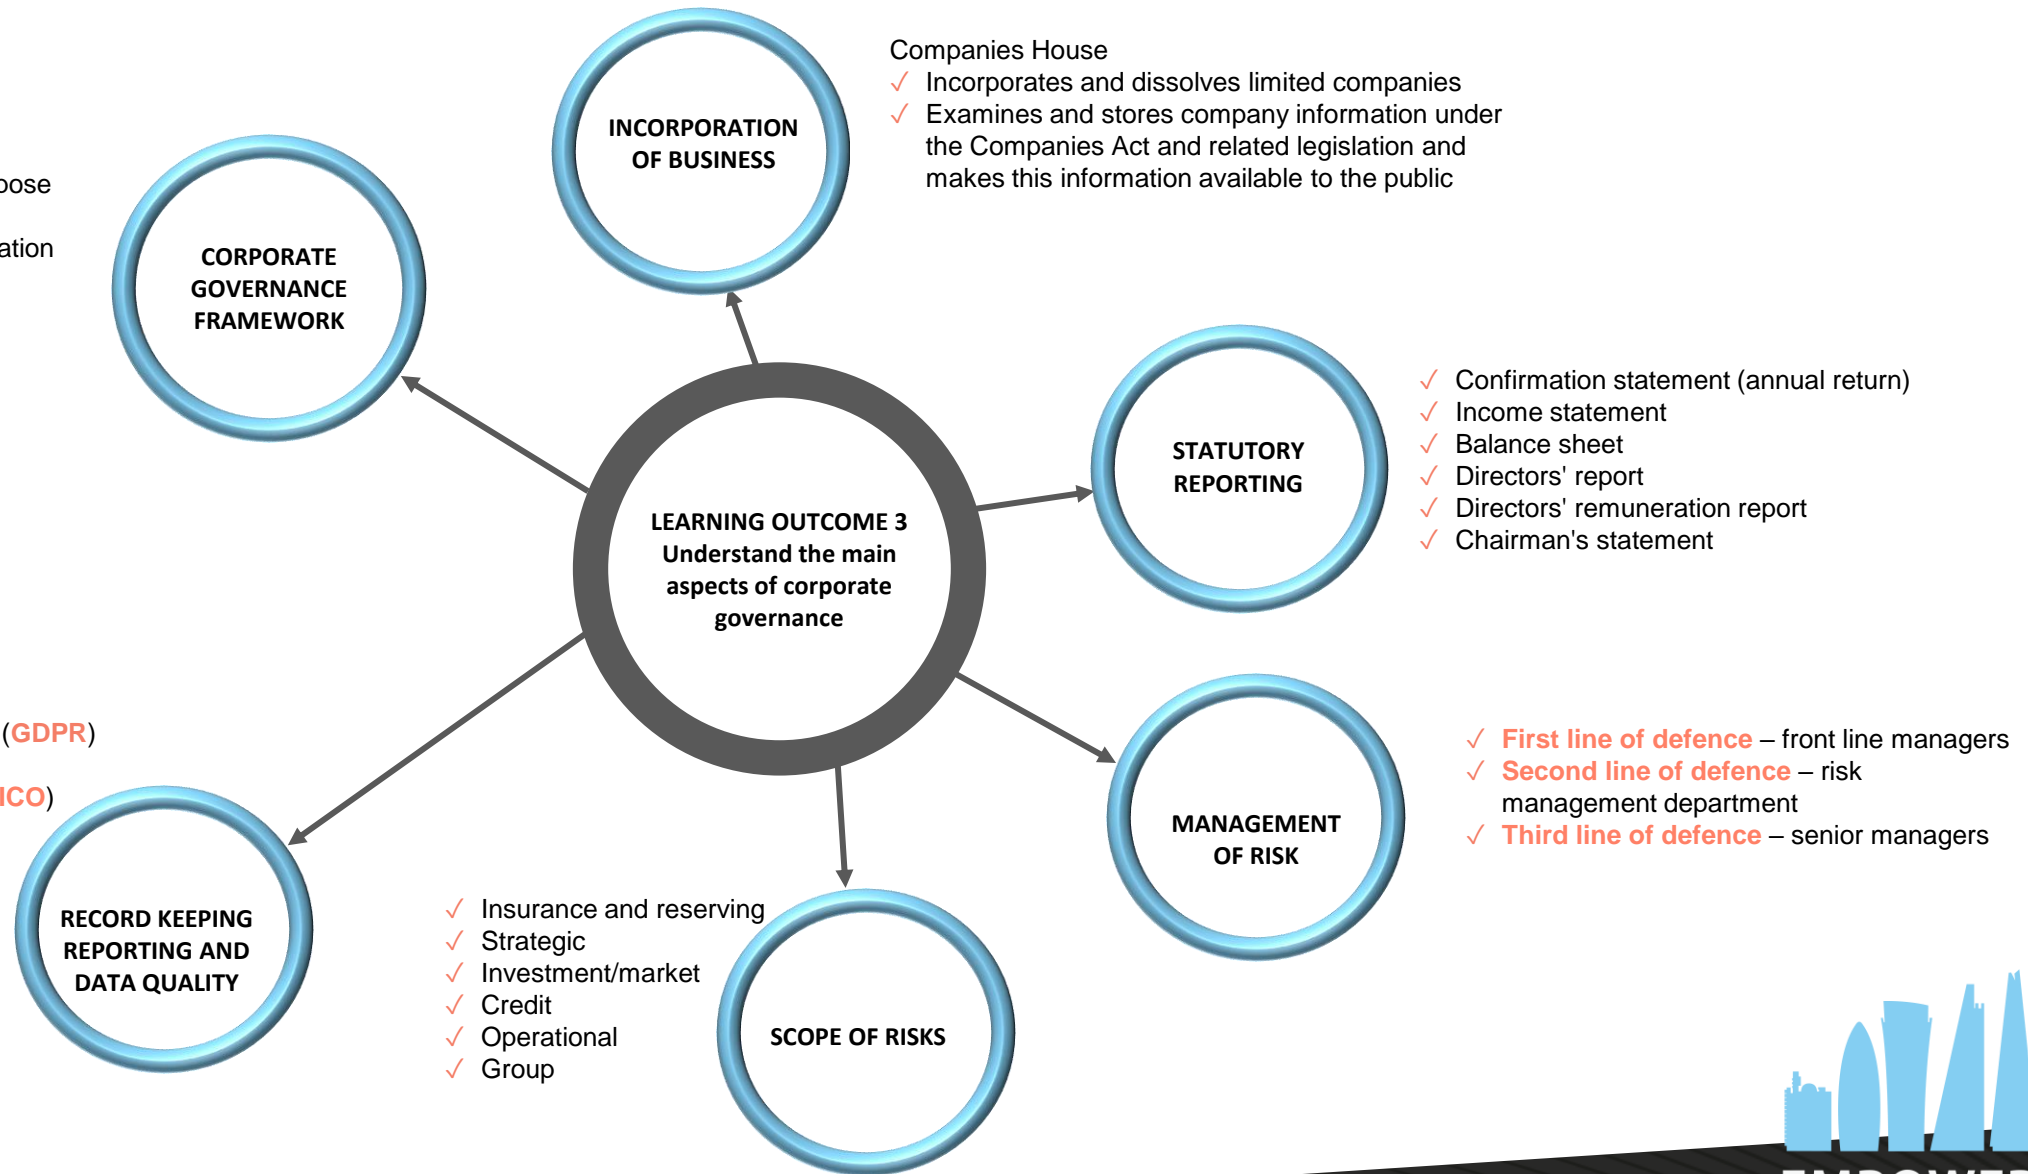 Companies House
✓ Incorporates and dissolves limited companies
✓ Examines and stores company information under
the Companies Act and related legislation and
makes this information available to the public
INCORPORATION
OF BUSINESS
CORPORATE
GOVERNANCE
FRAMEWORK
STATUTORY
REPORTING
✓ Confirmation statement (annual return)
✓ Income statement
✓ Balance sheet
✓ Directors' report
✓ Directors' remuneration report
✓ Chairman's statement
LEARNING OUTCOME 3
Understand the main
aspects of corporate
governance
(GDPR)
MANAGEMENT
OF RISK
✓ First line of defence – front line managers
✓ Second line of defence – risk
management department
✓ Third line of defence – senior managers
RECORD KEEPING
REPORTING AND
DATA QUALITY
✓ Insurance and reserving
✓ Strategic
✓ Investment/market
✓ Credit
✓ Operational
✓ Group
SCOPE OF RISKS